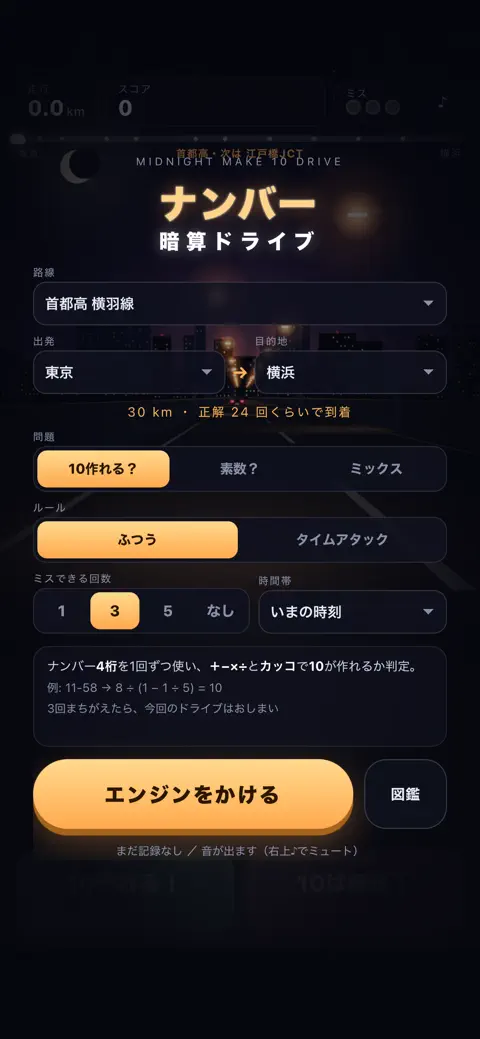 スコア
ミス
0.0 km
0
♪
首都高・次は 江戸橋JCT
MIDNIGHT MAKE 10 DRIVE
ナンバー
暗算ドライブ
路線
首都高 横羽線
出発
目的地
東京
→
横浜
30 km ・ 正解 24 回くらいで到着
問題
10作れる？
素数？
ミックス
ルール
ふつう
タイムアタック
ミスできる回数
時間帯
1
3
5
なし
いまの時刻
ナンバー4桁を1回ずつ使い、+−×÷とカッコで10が作れるか判定。
例: 11-58 → 8 ÷ (1 − 1 ÷ 5) = 10
3回まちがえたら、今回のドライブはおしまい
エンジンをかける
図鑑
まだ記録なし ／ 音が出ます（右上♪でミュート）